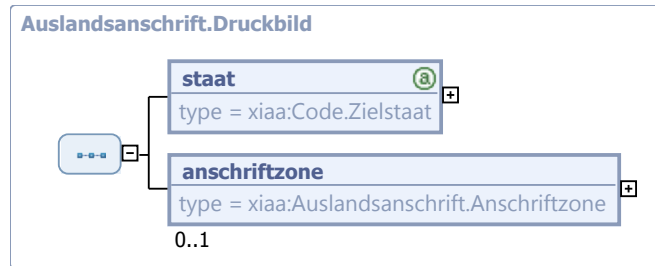 Auslandsanschrift.Druckbild
staat
type = xiaa:Code.Zielstaat
anschriftzone
type = xiaa:Auslandsanschrift.Anschriftzone
0..1